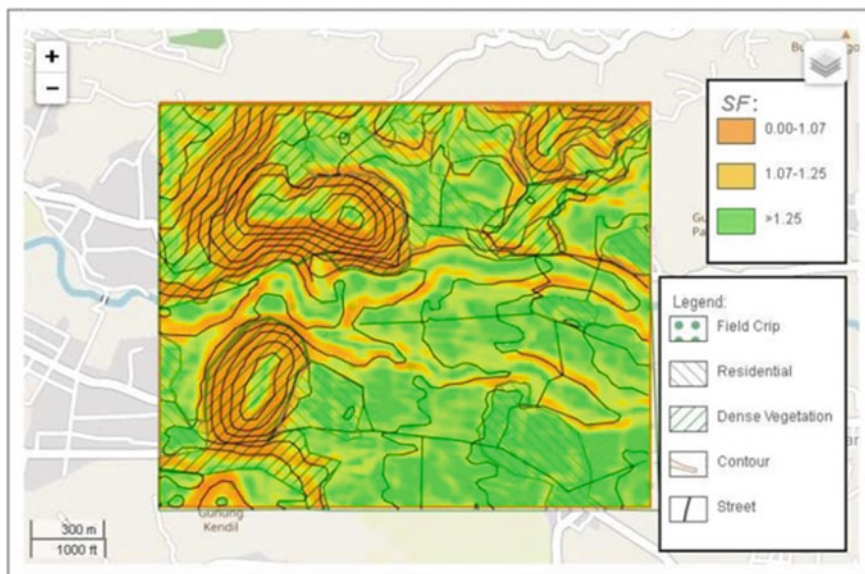 +
−
SF:
0.00-1.07
1.07-1.25
>1.25
Legend:
Field Crip
Residential
Dense Vegetation
Contour
Street
Gunung
Kendil
300 m
1000 ft